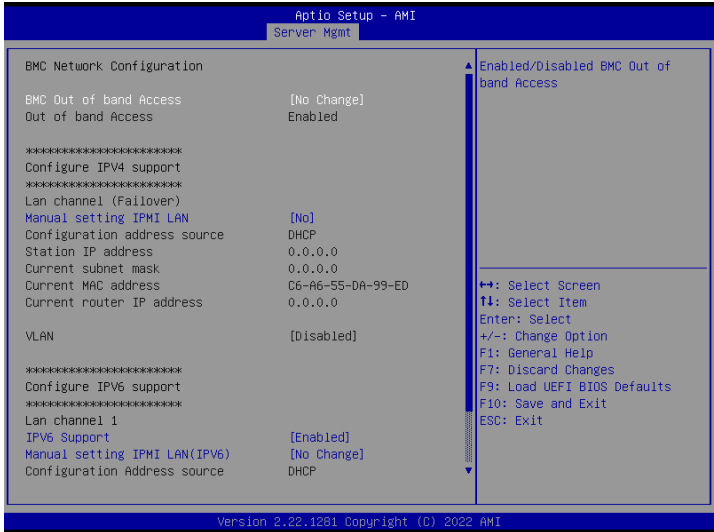 Aptio Setup - AMI
Server Mgmt
BMC Network Configuration
BMC Out of band Access [No Change]
Out of band Access Enabled
***********************
Configure IPV4 support
***********************
Lan channel (Failover)
Manual setting IPMI LAN [No]
Configuration address source DHCP
Station IP address 0.0.0.0
Current subnet mask 0.0.0.0
Current MAC address C6-A6-55-DA-99-ED
Current router IP address 0.0.0.0
VLAN [Disabled]
***********************
Configure IPV6 support
***********************
Lan channel 1
IPV6 Support [Enabled]
Manual setting IPMI LAN(IPV6) [No Change]
Configuration Address source DHCP
Enabled/Disabled BMC Out of
band Access
↔: Select Screen
↑↓: Select Item
Enter: Select
+/-: Change Option
F1: General Help
F7: Discard Changes
F9: Load UEFI BIOS Defaults
F10: Save and Exit
ESC: Exit
Version 2.22.1281 Copyright (C) 2022 AMI